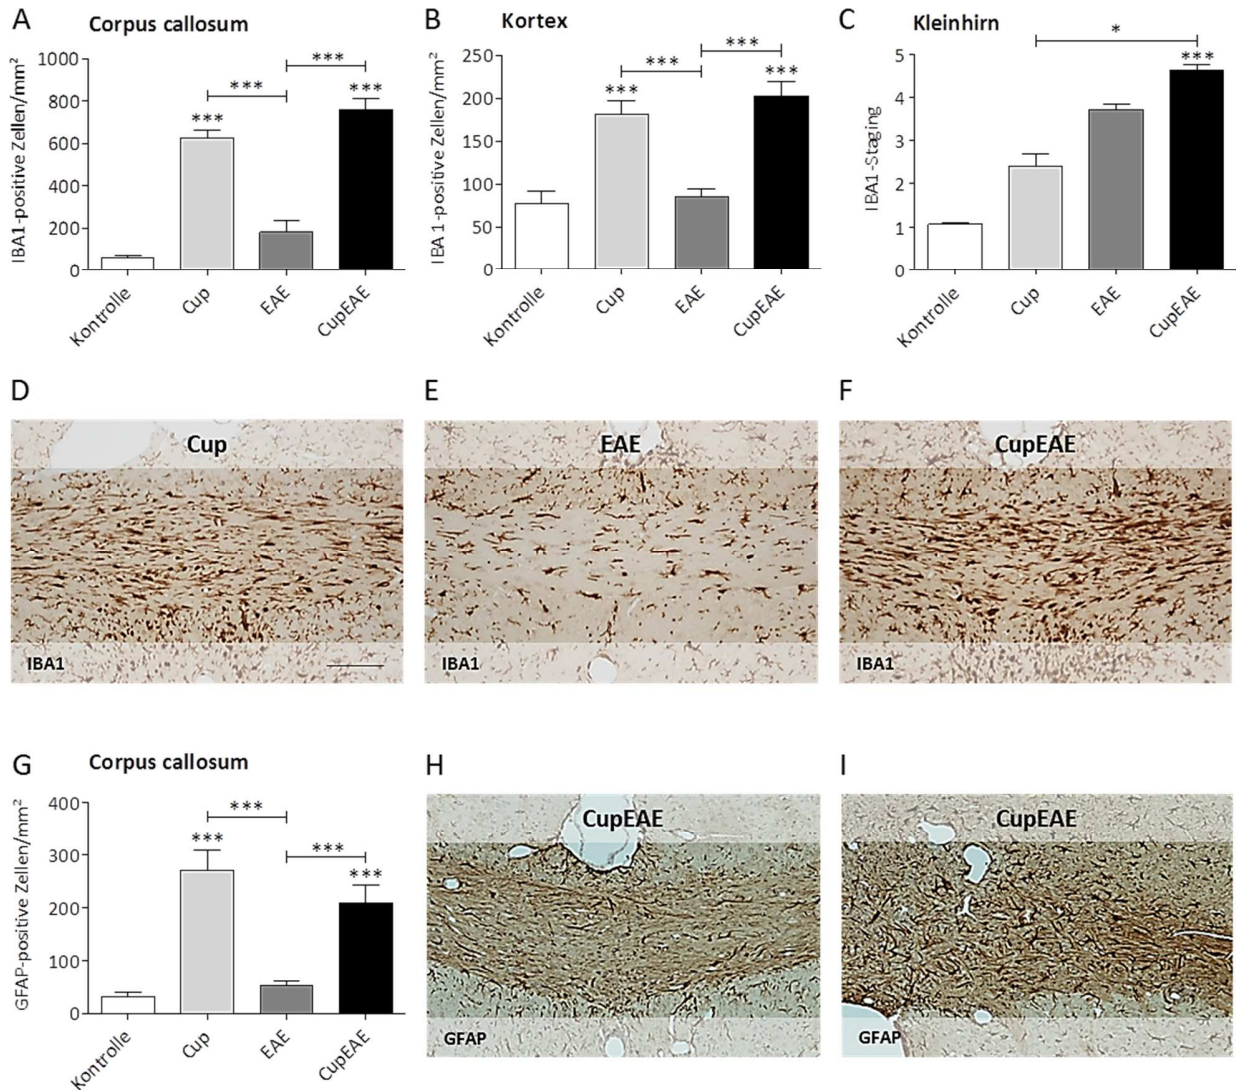 A
Corpus callosum
IBA1-positive Zellen/mm²
1000
800
600
400
200
0
***
***
***
***
Kontrolle
Cup
EAE
CupEAE
B
Kortex
IBA1-positive Zellen/mm²
250
200
150
100
50
0
***
***
***
***
Kontrolle
Cup
EAE
CupEAE
C
Kleinhirn
IBA1-Staging
5
4
3
2
1
0
*
***
Kontrolle
Cup
EAE
CupEAE
D
Cup
IBA1
E
EAE
IBA1
F
CupEAE
IBA1
G
Corpus callosum
GFAP-positive Zellen/mm²
400
300
200
100
0
***
***
***
***
Kontrolle
Cup
EAE
CupEAE
H
CupEAE
GFAP
I
CupEAE
GFAP